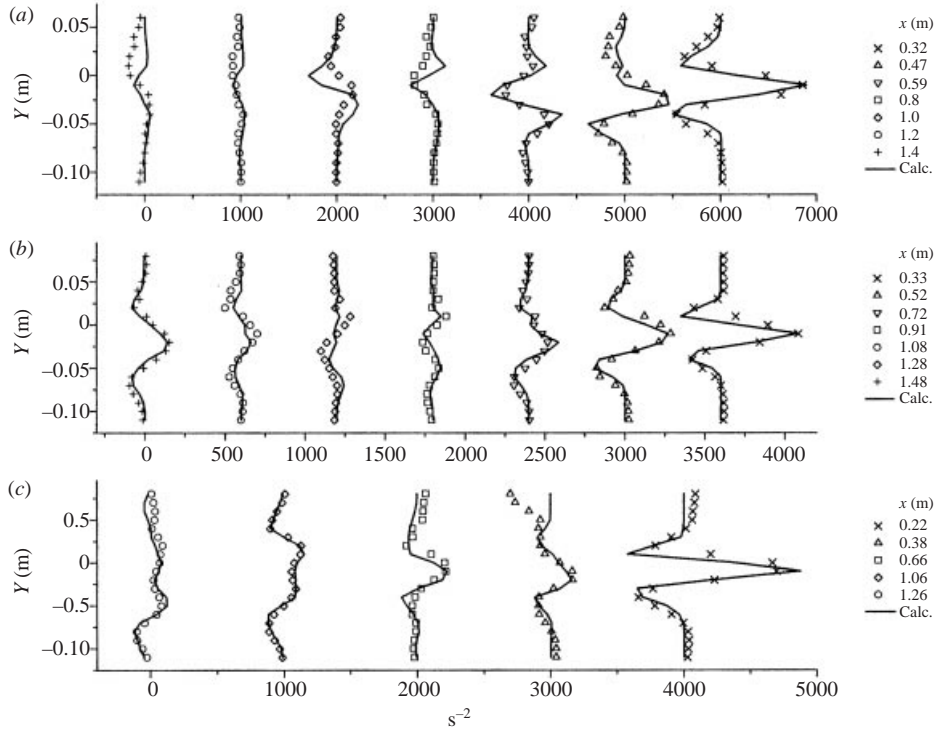 (a)
0.05
0
−0.05
−0.10
Y (m)
0 1000 2000 3000 4000 5000 6000 7000
x (m)
0.32
0.47
0.59
0.8
1.0
1.2
1.4
Calc.
(b)
0.05
0
−0.05
−0.10
Y (m)
0 500 1000 1500 2000 2500 3000 3500 4000
x (m)
0.33
0.52
0.72
0.91
1.08
1.28
1.48
Calc.
(c)
0.5
0
−0.5
−0.10
Y (m)
0 1000 2000 3000 4000 5000
s⁻²
x (m)
0.22
0.38
0.66
1.06
1.26
Calc.